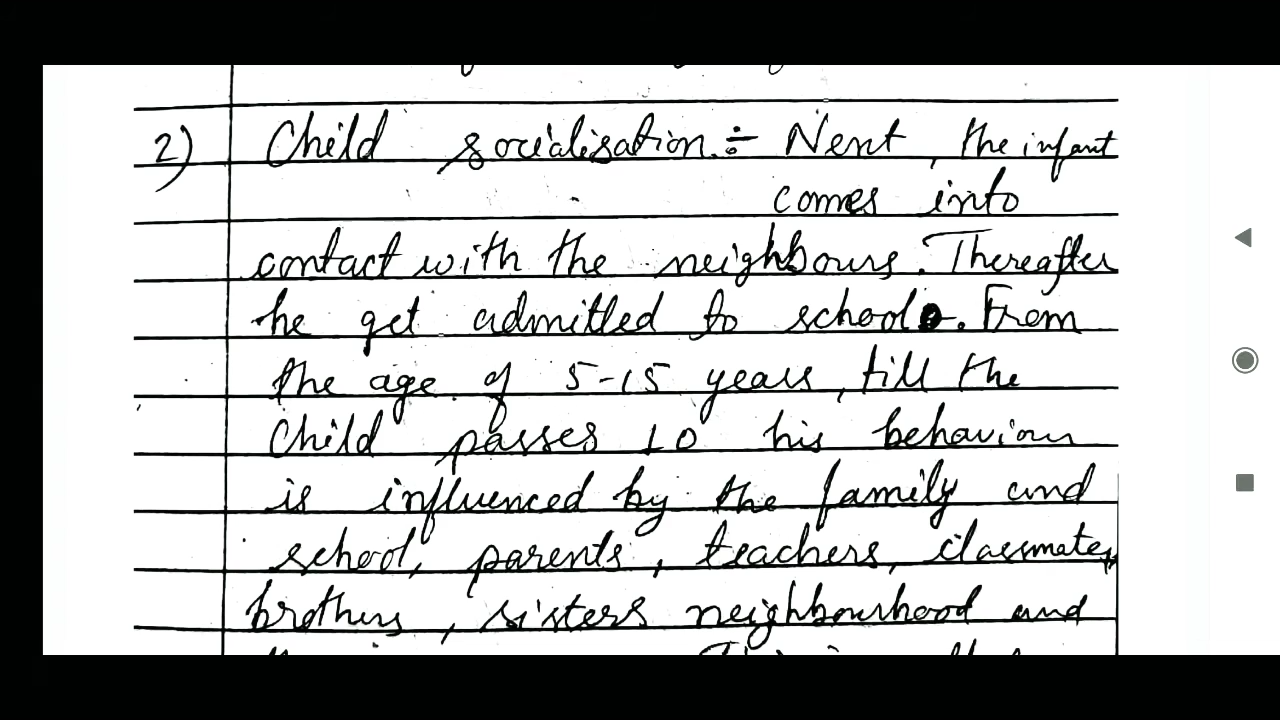 2) Child socialisation :- Nent, the infant
comes into
contact with the neighbours. Thereafter
he get admitted to school. From
the age of 5-15 years, till the
Child passes 10 his behaviour
is influenced by the family and
school, parents, teachers, classmates,
brothers, sisters neighbourhood and